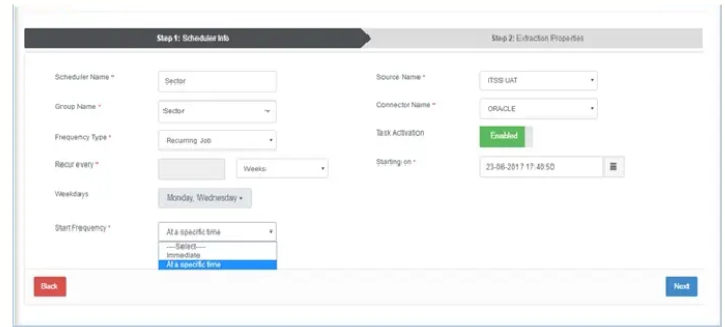 Step 1: Scheduler Info
Step 2: Extraction Properties
Scheduler Name *
Sector
Source Name *
ITSS UAT
Group Name *
Sector
Connector Name *
ORACLE
Frequency Type *
Recurring Job
Task Activation
Enabled
Recur every *
Weeks
Starting on *
23-06-2017 17:40:50
Weekdays
Monday, Wednesday
Start Frequency *
At a specific time
----Select----
Immediate
At a specific time
Back
Next